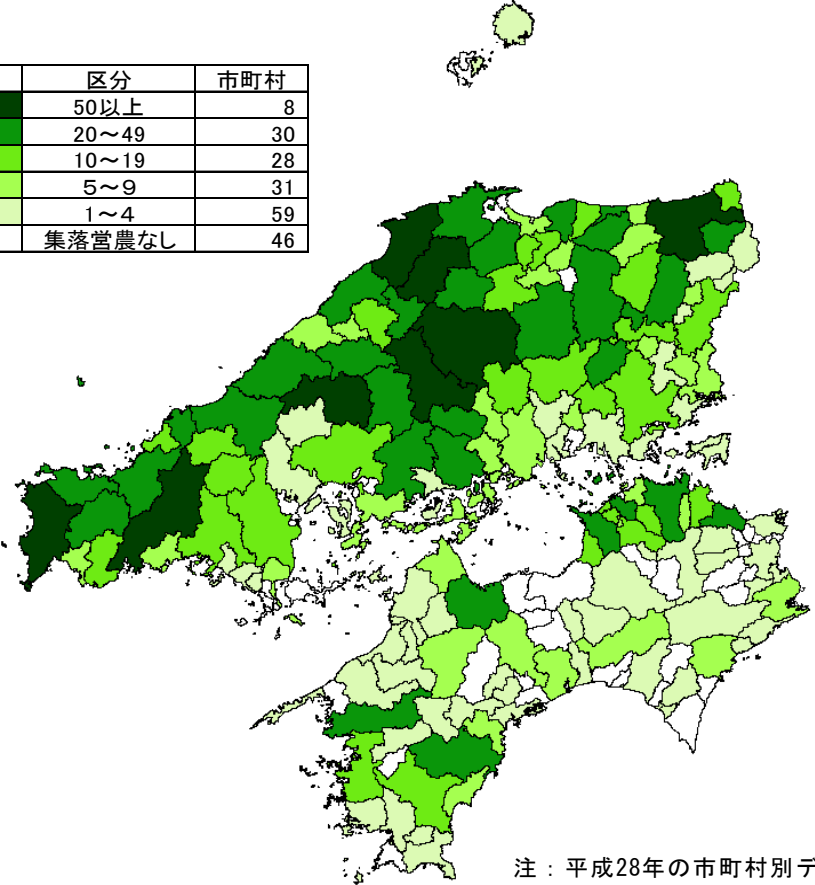 区分 市町村
50以上 8
20～49 30
10～19 28
５～９ 31
1～4 59
集落営農なし 46
注：平成28年の市町村別デ